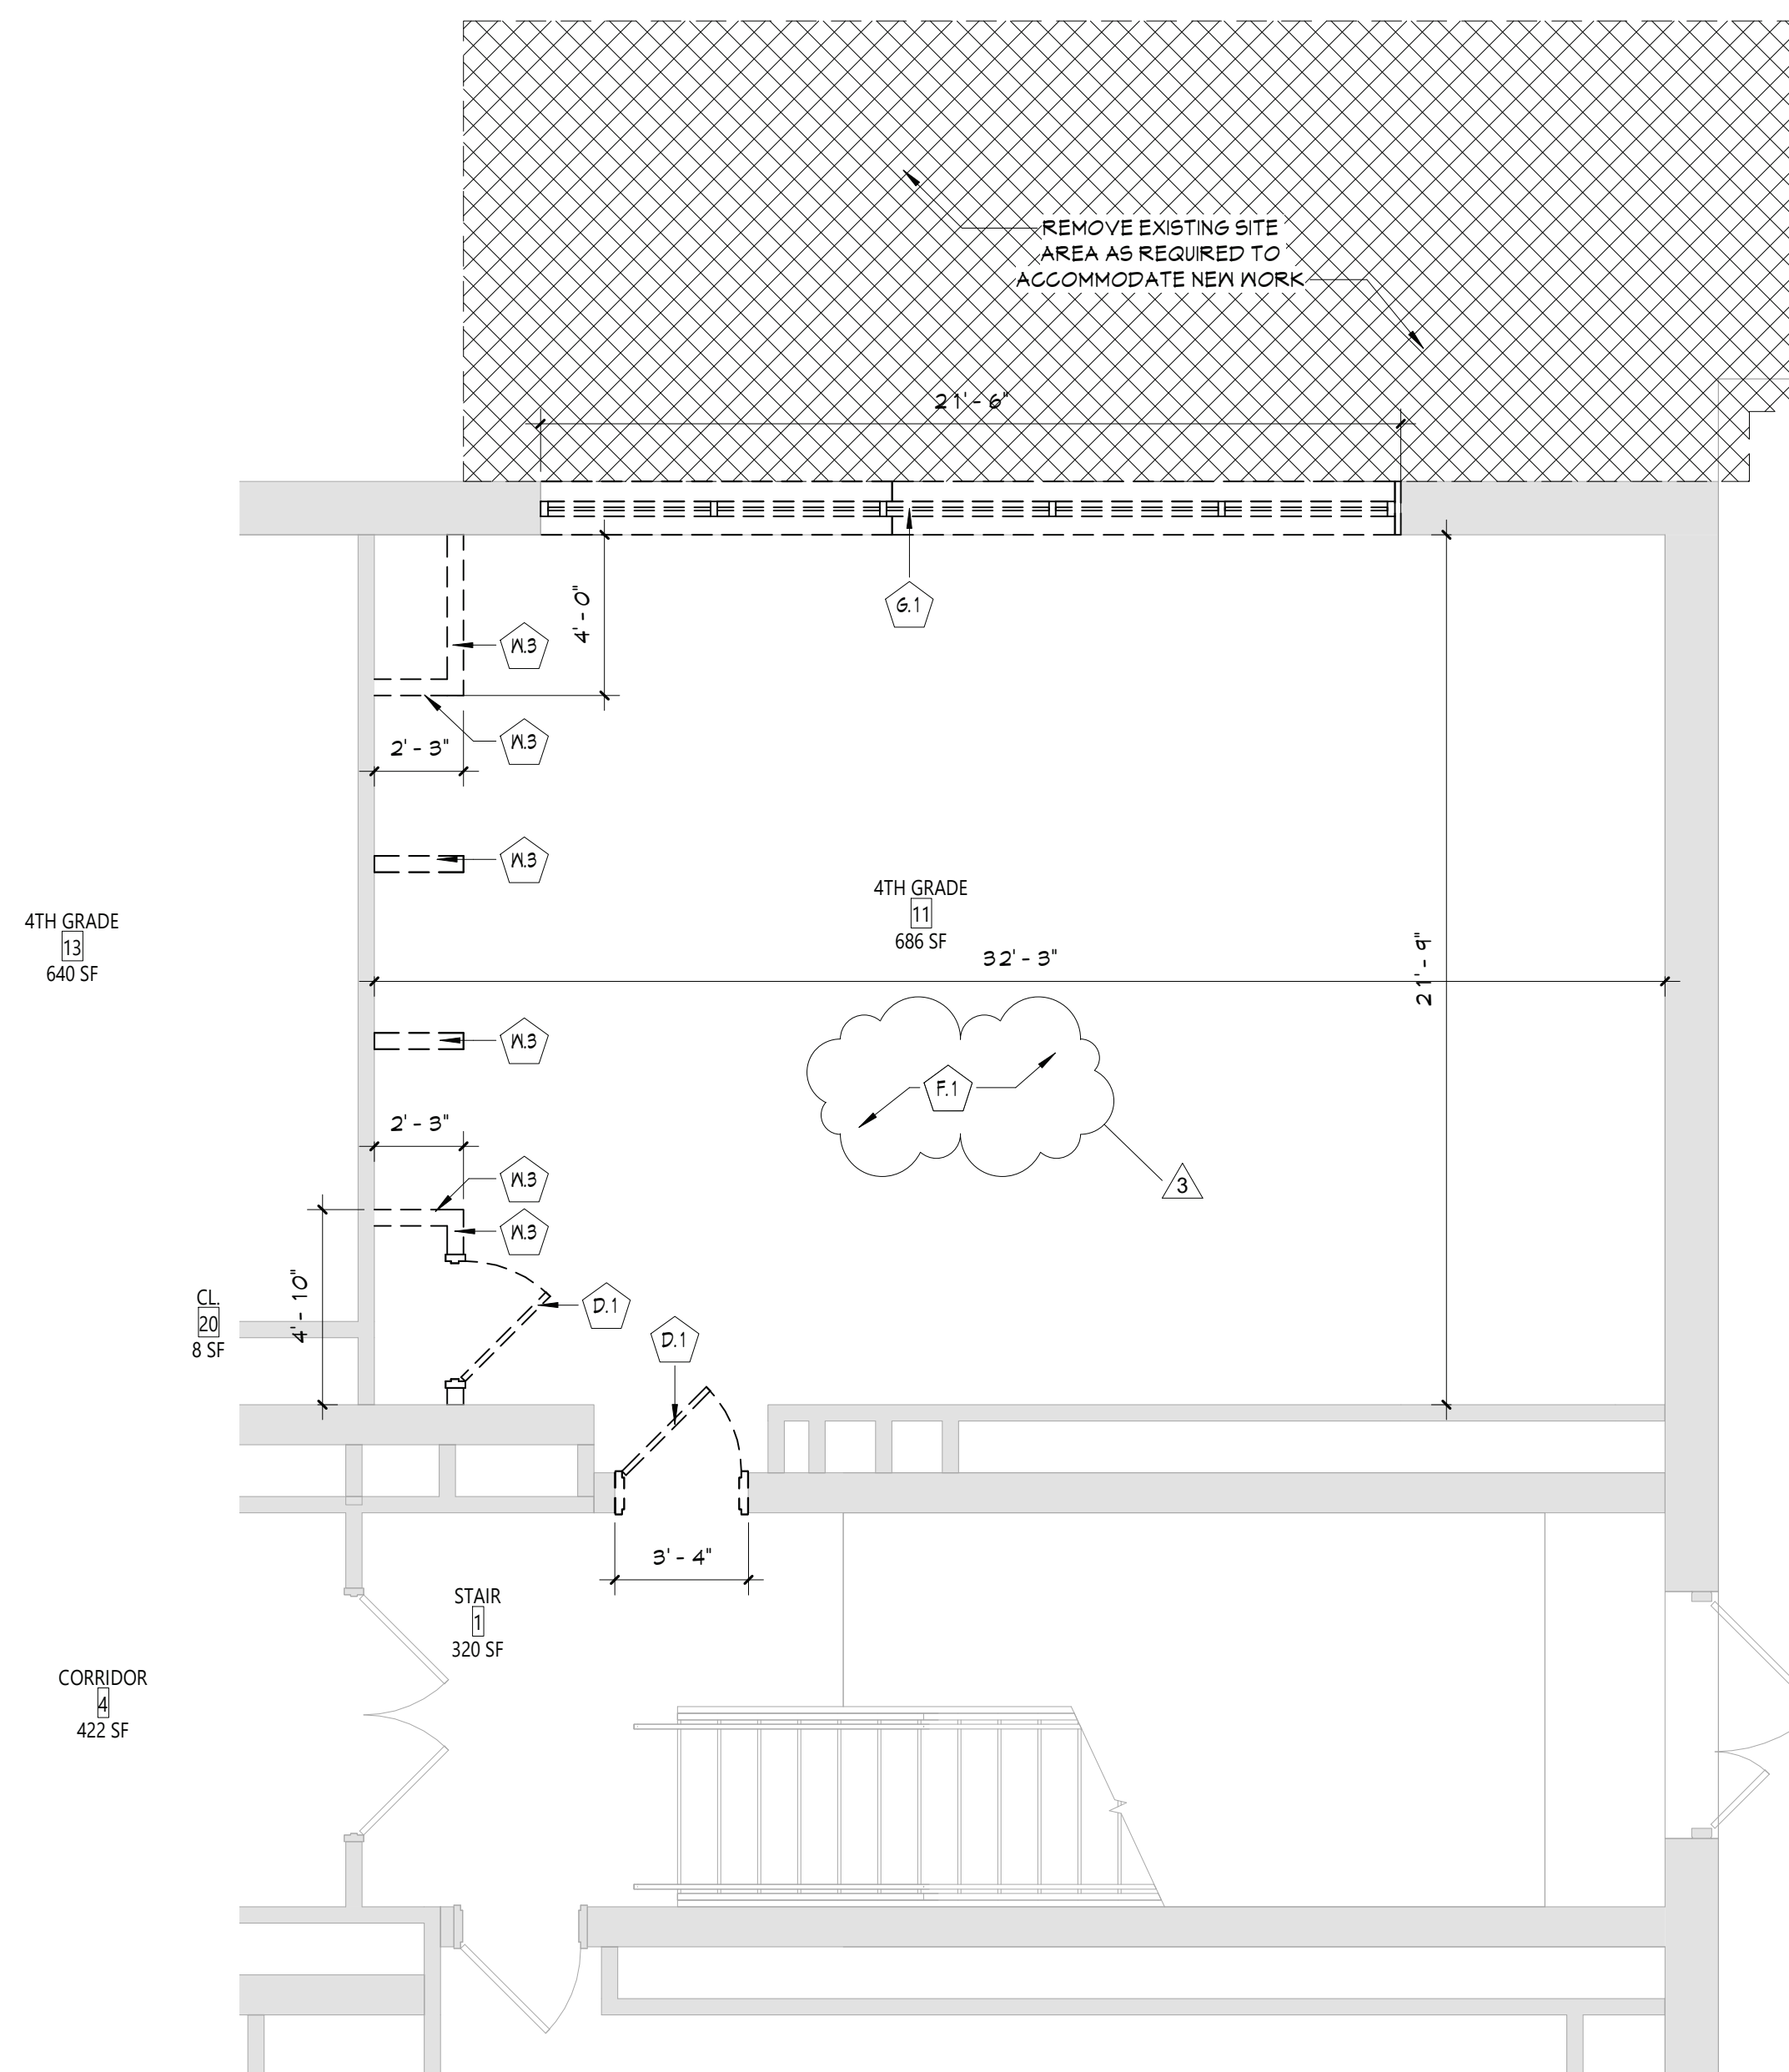 REMOVE EXISTING SITE
AREA AS REQUIRED TO
ACCOMMODATE NEW WORK
21' - 6"
G.1
4' - 0"
W.3
W.3
2' - 3"
W.3
4TH GRADE
11
686 SF
4TH GRADE
13
640 SF
32' - 3"
21' - 9"
W.3
F.1
2' - 3"
W.3
3
W.3
4' - 10"
CL.
20
8 SF
D.1
D.1
3' - 4"
STAIR
1
320 SF
CORRIDOR
4
422 SF